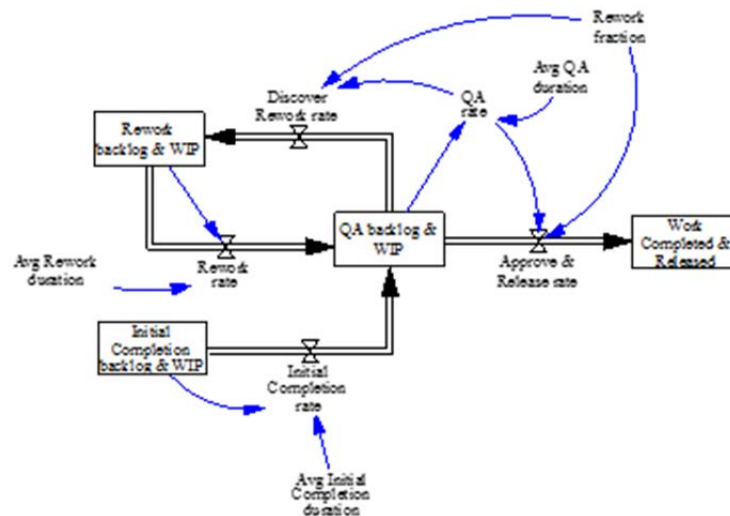 Rework
fraction
Avg QA
duration
Discover
Rework rate
QA
rate
Rework
backlog & WIP
QA backlog &
WIP
Work
Completed &
Released
Approve &
Release rate
Avg Rework
duration
Rework
rate
Initial
Completion
backlog & WIP
Initial
Completion
rate
Avg Initial
Completion
duration